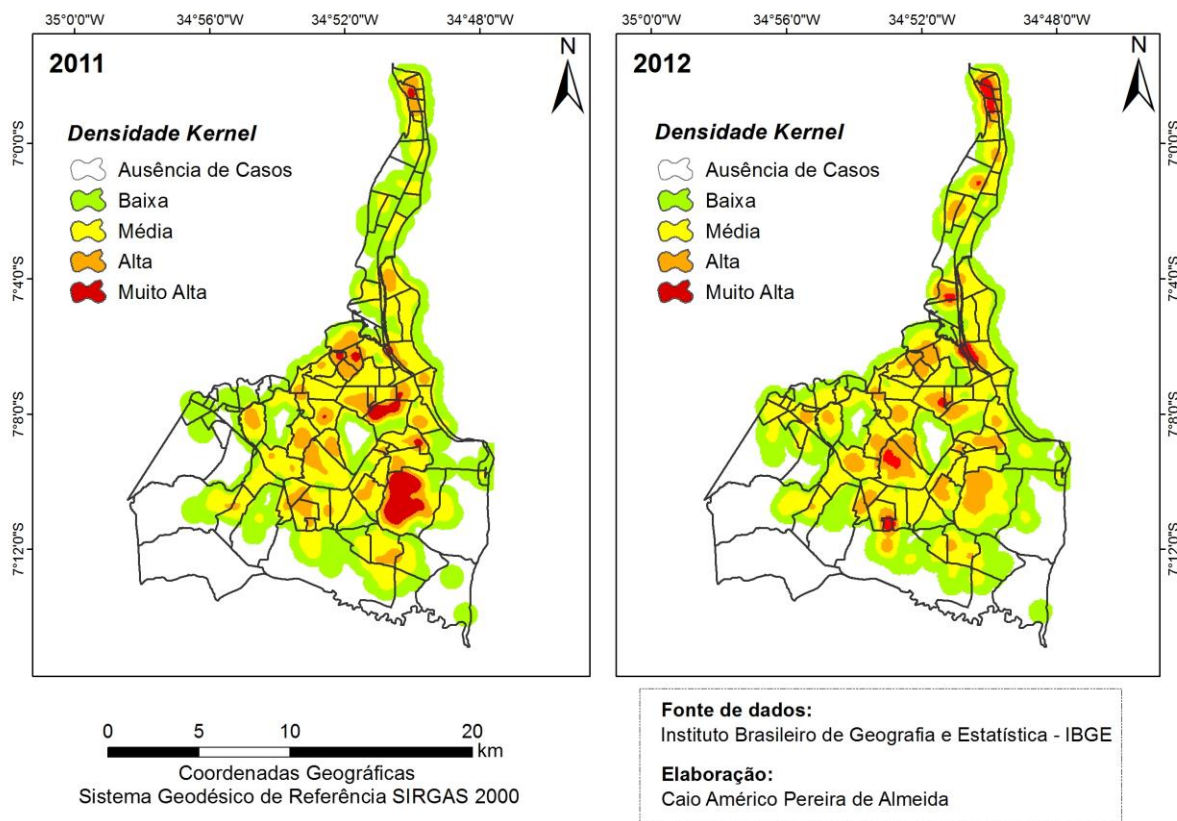 35°00'0"W 34°56'0"W 34°52'0"W 34°48'0"W
2011
N
Densidade Kernel
Ausência de Casos
Baixa
Média
Alta
Muito Alta
7°0'0"S
7°4'0"S
7°8'0"S
7°12'0"S
35°0'0"W 34°56'0"W 34°52'0"W 34°48'0"W
2012
N
Densidade Kernel
Ausência de Casos
Baixa
Média
Alta
Muito Alta
7°0'0"S
7°4'0"S
7°8'0"S
7°12'0"S
0 5 10 20
km
Coordenadas Geográficas
Sistema Geodésico de Referência SIRGAS 2000
Fonte de dados:
Instituto Brasileiro de Geografia e Estatística - IBGE
Elaboração:
Caio Américo Pereira de Almeida